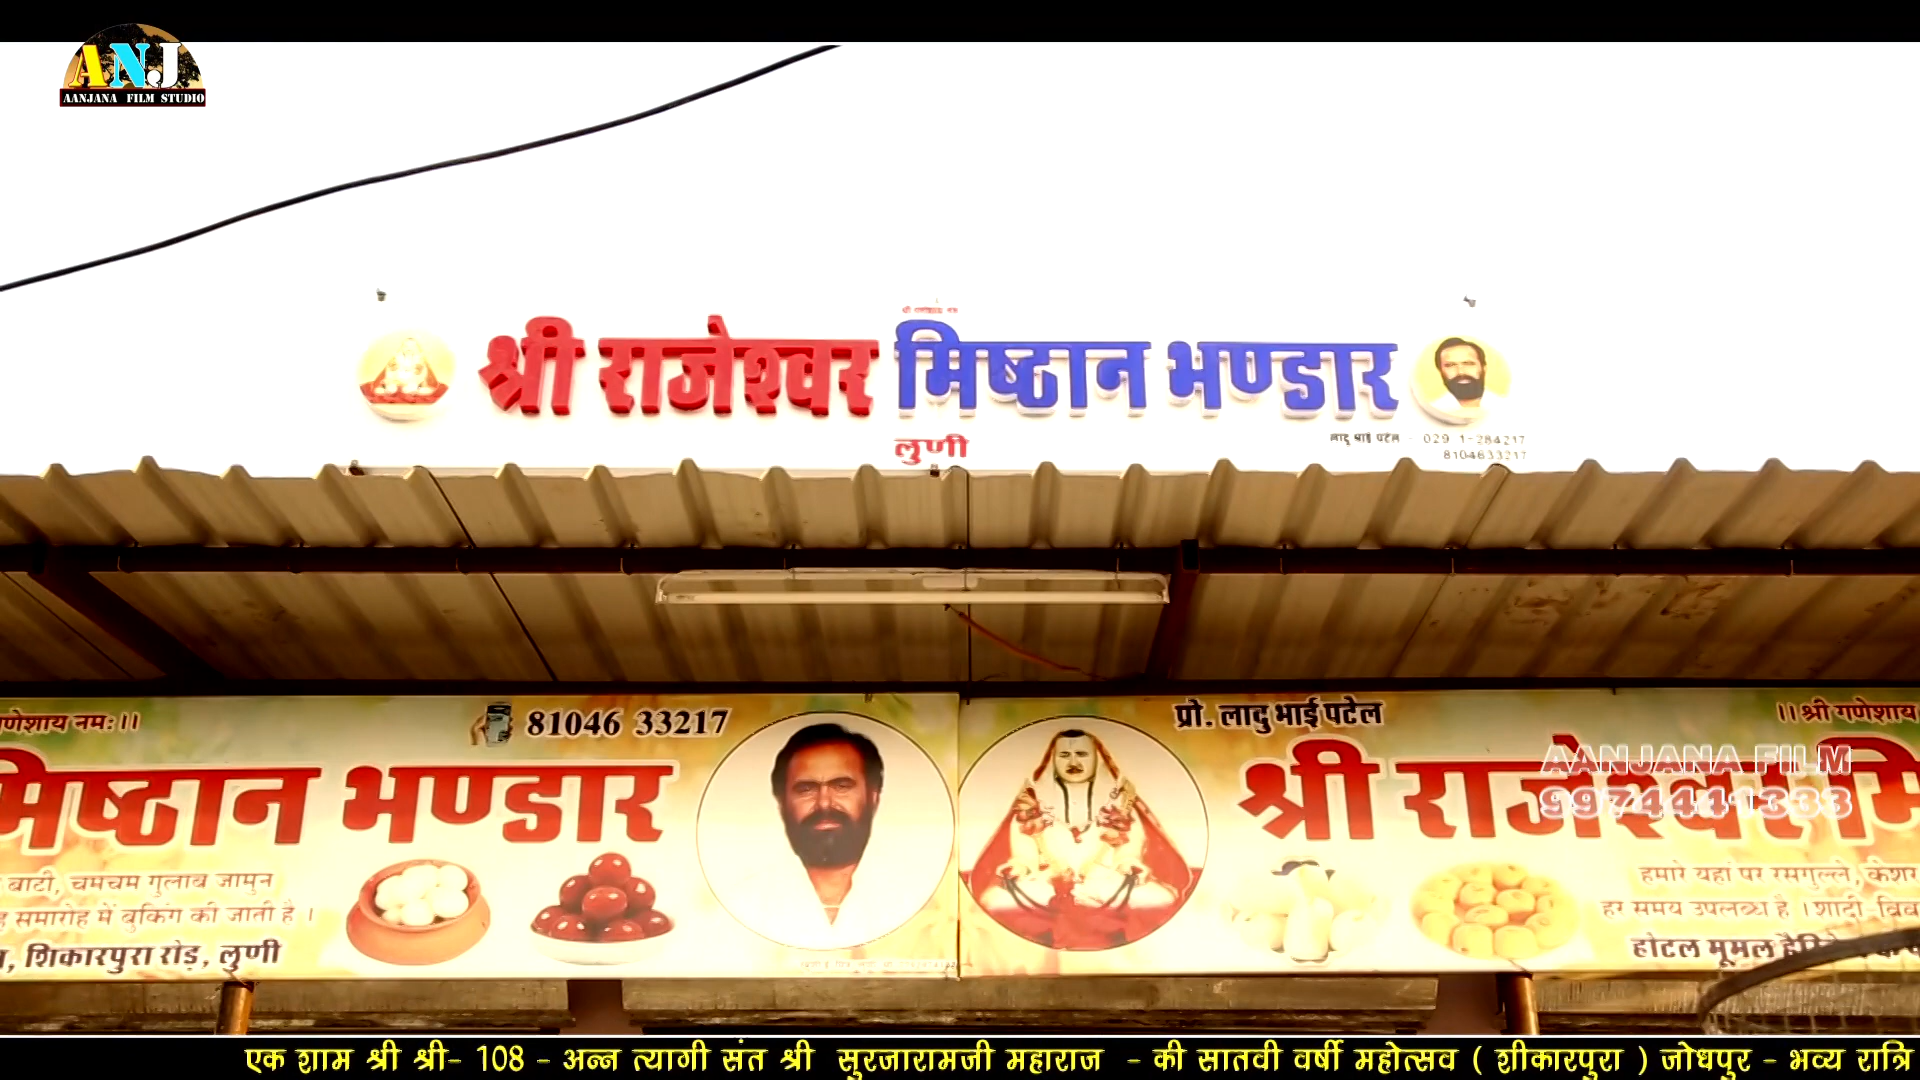 ANJ
AANJANA FILM STUDIO
श्री राजेश्वर मिष्ठान भण्डार
लुणी
लादू भाई पटेल - 029 1-284217
8104633217
गणेशाय नमः।।
81046 33217
मिष्ठान भण्डार
बाटी, चमचम गुलाब जामुन
समारोह में बुकिंग की जाती है ।
शिकारपुरा रोड़, लुणी
प्रो. लादु भाई पटेल
।। श्री गणेशाय
श्री राजेश्वर मि
AANJANA FILM
9974441333
हमारे यहां पर रसगुल्ले, केशर
हर समय उपलब्ध है । शादी-विव
होटल मूमल
एक शाम श्री श्री- 108 - अन्न त्यागी संत श्री सुरजारामजी महाराज - की सातवी वर्षी महोत्सव ( शीकारपुरा ) जोधपुर - भव्य रात्रि